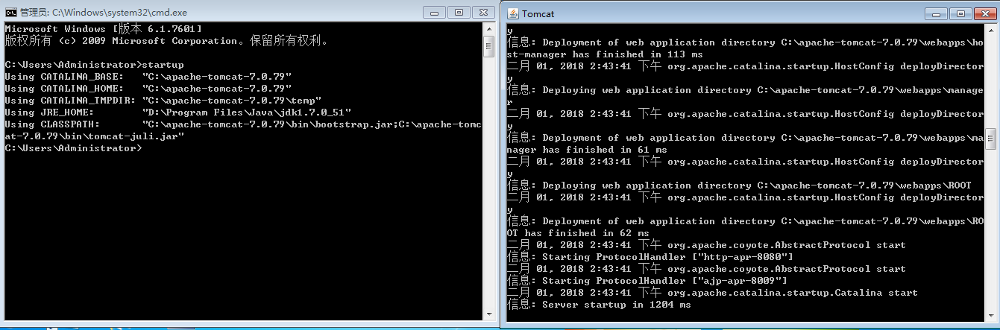 管理员: C:\Windows\system32\cmd.exe
Microsoft Windows [版本 6.1.7601]
版权所有 (c) 2009 Microsoft Corporation。保留所有权利。
C:\Users\Administrator>startup
Using CATALINA_BASE:   "C:\apache-tomcat-7.0.79"
Using CATALINA_HOME:   "C:\apache-tomcat-7.0.79"
Using CATALINA_TMPDIR: "C:\apache-tomcat-7.0.79\temp"
Using JRE_HOME:        "D:\Program Files\Java\jdk1.7.0_51"
Using CLASSPATH:       "C:\apache-tomcat-7.0.79\bin\bootstrap.jar;C:\apache-tomc
at-7.0.79\bin\tomcat-juli.jar"
C:\Users\Administrator>
Tomcat
y
信息: Deployment of web application directory C:\apache-tomcat-7.0.79\webapps\ho
st-manager has finished in 113 ms
二月 01, 2018 2:43:41 下午 org.apache.catalina.startup.HostConfig deployDirector
y
信息: Deploying web application directory C:\apache-tomcat-7.0.79\webapps\manage
r
二月 01, 2018 2:43:41 下午 org.apache.catalina.startup.HostConfig deployDirector
y
信息: Deployment of web application directory C:\apache-tomcat-7.0.79\webapps\ma
nager has finished in 61 ms
二月 01, 2018 2:43:41 下午 org.apache.catalina.startup.HostConfig deployDirector
y
信息: Deploying web application directory C:\apache-tomcat-7.0.79\webapps\ROOT
二月 01, 2018 2:43:41 下午 org.apache.catalina.startup.HostConfig deployDirector
y
信息: Deployment of web application directory C:\apache-tomcat-7.0.79\webapps\RO
OT has finished in 62 ms
二月 01, 2018 2:43:41 下午 org.apache.coyote.AbstractProtocol start
信息: Starting ProtocolHandler ["http-apr-8080"]
二月 01, 2018 2:43:41 下午 org.apache.coyote.AbstractProtocol start
信息: Starting ProtocolHandler ["ajp-apr-8009"]
二月 01, 2018 2:43:41 下午 org.apache.catalina.startup.Catalina start
信息: Server startup in 1204 ms